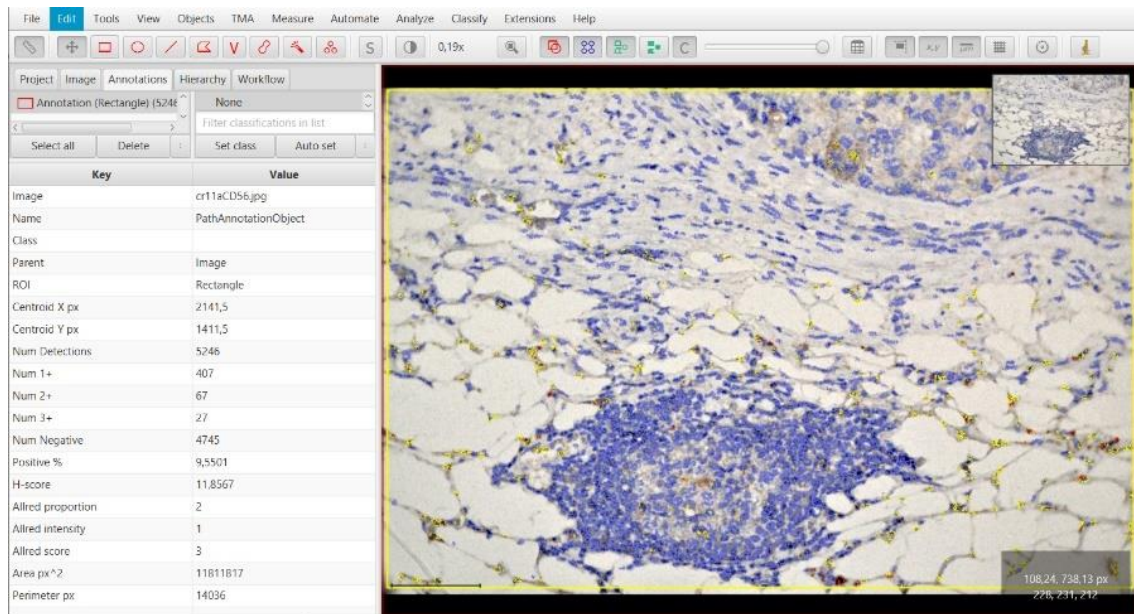 File Edit Tools View Objects TMA Measure Automate Analyze Classify Extensions Help
S 0,19x C x,y μm
Project Image Annotations Hierarchy Workflow
Annotation (Rectangle) (5246 None
Filter classifications in list
Select all Delete Set class Auto set
Key Value
Image cr11aCD56.jpg
Name PathAnnotationObject
Class
Parent Image
ROI Rectangle
Centroid X px 2141,5
Centroid Y px 1411,5
Num Detections 5246
Num 1+ 407
Num 2+ 67
Num 3+ 27
Num Negative 4745
Positive % 9,5501
H-score 11,8567
Allred proportion 2
Allred intensity 1
Allred score 3
Area px^2 11811817
Perimeter px 14036
108,24, 738,13 px
228, 231, 212